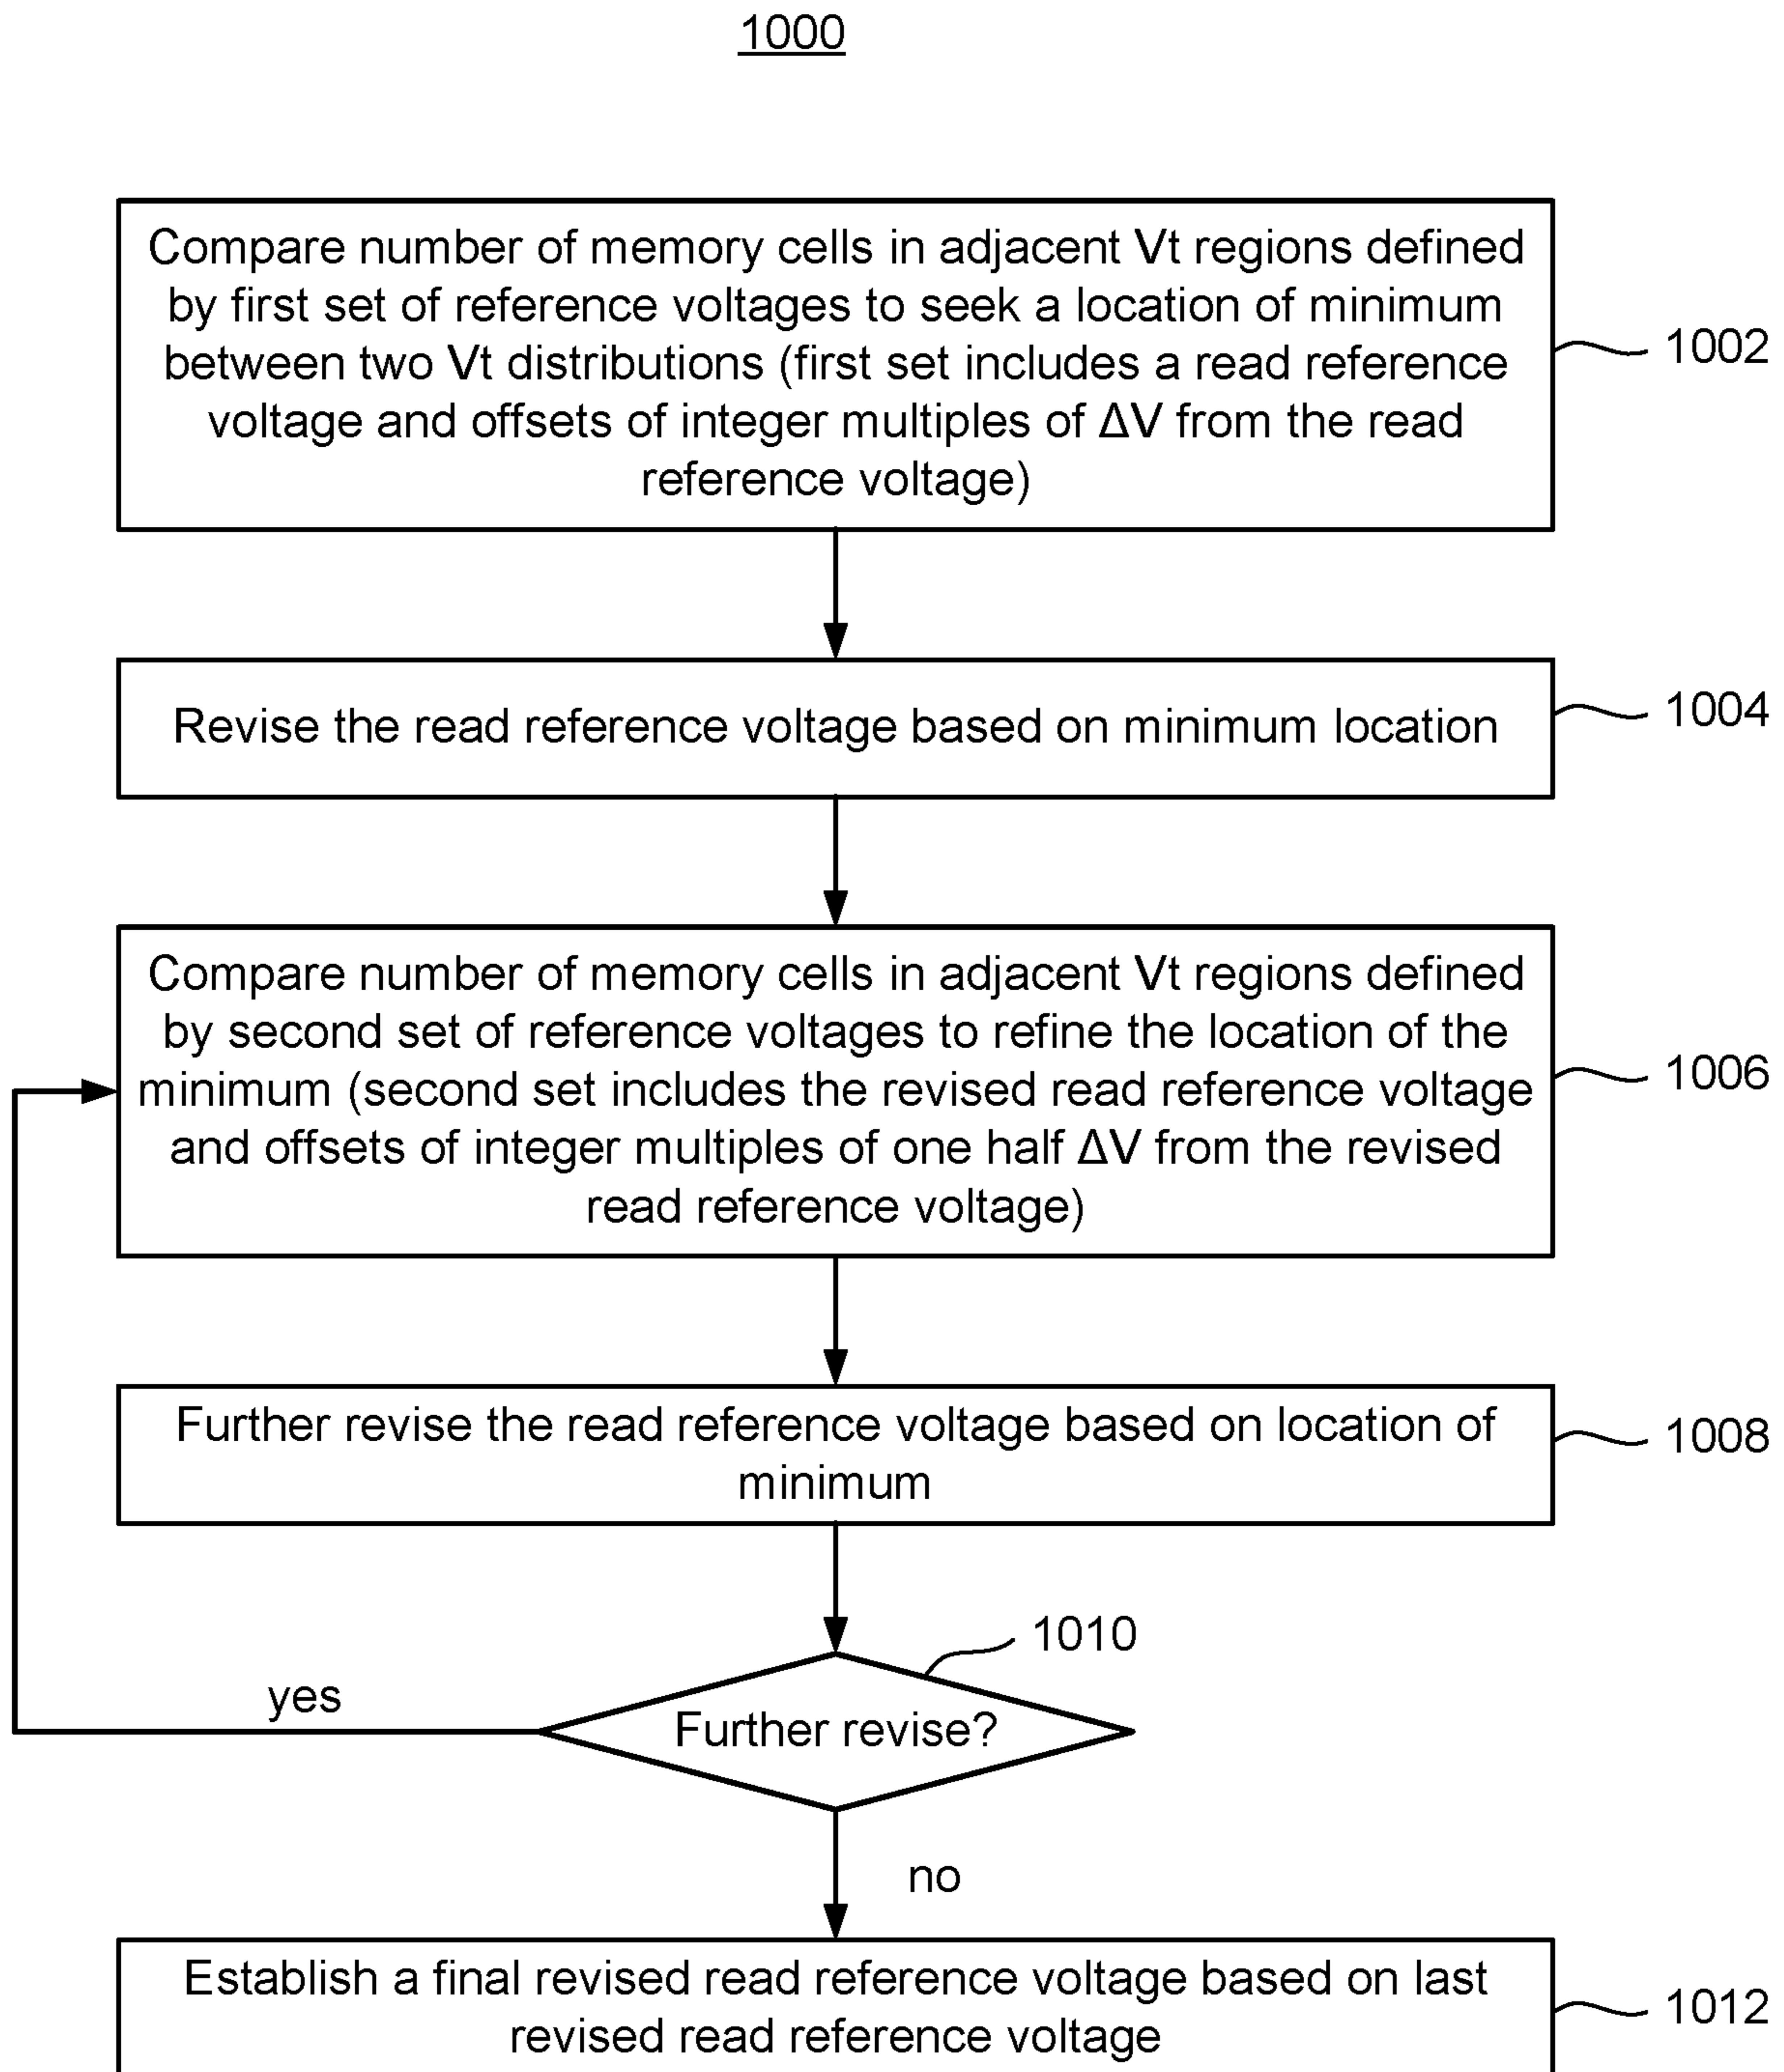 1000
Compare number of memory cells in adjacent Vt regions defined
by first set of reference voltages to seek a location of minimum
between two Vt distributions (first set includes a read reference
voltage and offsets of integer multiples of ΔV from the read
reference voltage)
1002
Revise the read reference voltage based on minimum location
1004
Compare number of memory cells in adjacent Vt regions defined
by second set of reference voltages to refine the location of the
minimum (second set includes the revised read reference voltage
and offsets of integer multiples of one half ΔV from the revised
read reference voltage)
1006
Further revise the read reference voltage based on location of
minimum
1008
1010
yes
Further revise?
no
Establish a final revised read reference voltage based on last
revised read reference voltage
1012